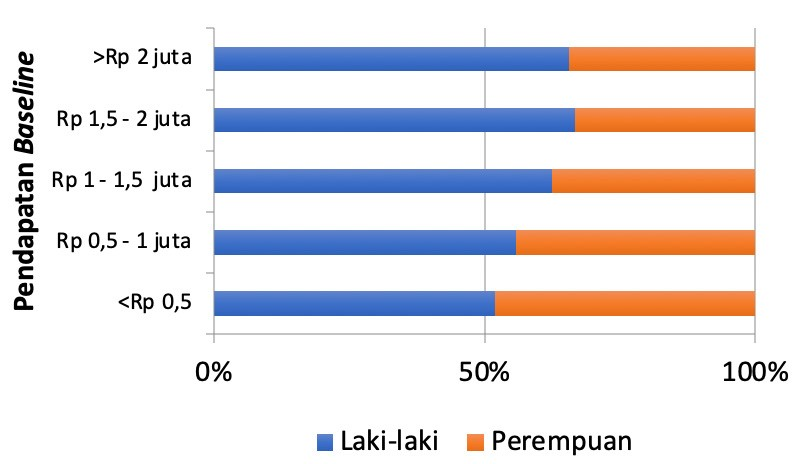 Pendapatan Baseline
>Rp 2 juta
Rp 1,5 - 2 juta
Rp 1 - 1,5 juta
Rp 0,5 - 1 juta
<Rp 0,5
0% 50% 100%
Laki-laki Perempuan